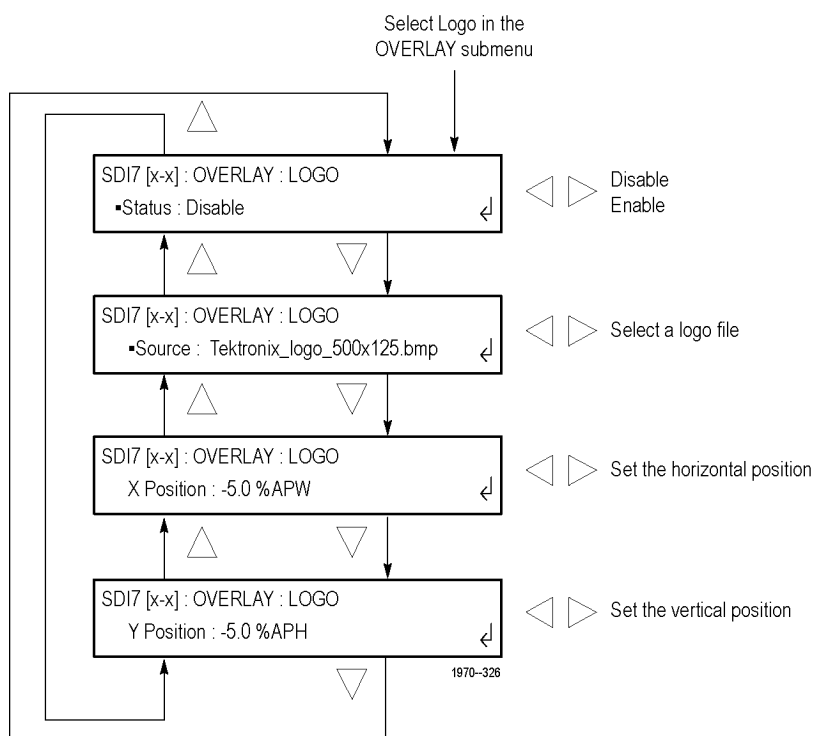 Select Logo in the
OVERLAY submenu
SDI7 [x-x] : OVERLAY : LOGO
▪Status : Disable
Disable
Enable
SDI7 [x-x] : OVERLAY : LOGO
▪Source : Tektronix_logo_500x125.bmp
Select a logo file
SDI7 [x-x] : OVERLAY : LOGO
X Position : -5.0 %APW
Set the horizontal position
SDI7 [x-x] : OVERLAY : LOGO
Y Position : -5.0 %APH
Set the vertical position
1970--326